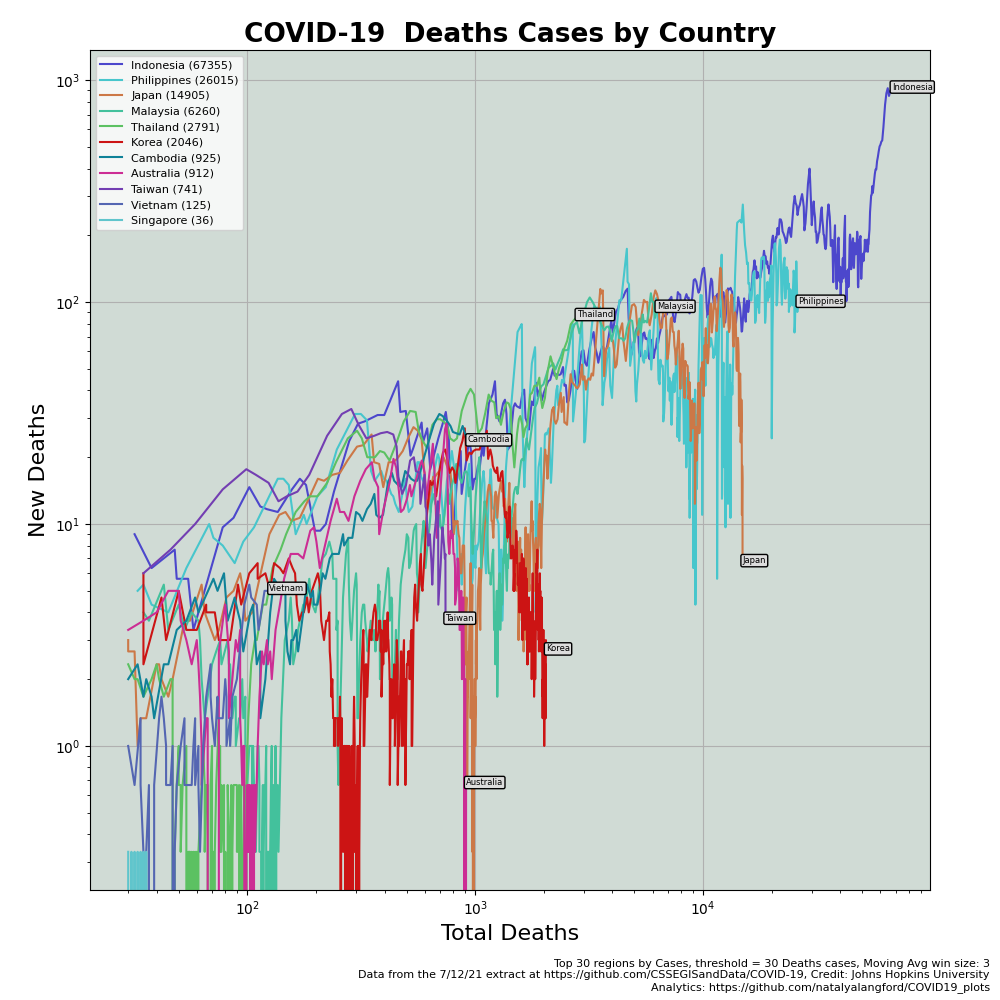 COVID-19  Deaths Cases by Country
Indonesia (67355)
Philippines (26015)
Japan (14905)
Malaysia (6260)
Thailand (2791)
Korea (2046)
Cambodia (925)
Australia (912)
Taiwan (741)
Vietnam (125)
Singapore (36)
Indonesia
Philippines
Malaysia
Thailand
Cambodia
Japan
Vietnam
Taiwan
Korea
Australia
New Deaths
10³
10²
10¹
10⁰
10² 10³ 10⁴
Total Deaths
Top 30 regions by Cases, threshold = 30 Deaths cases, Moving Avg win size: 3
Data from the 7/12/21 extract at https://github.com/CSSEGISandData/COVID-19, Credit: Johns Hopkins University
Analytics: https://github.com/natalyalangford/COVID19_plots